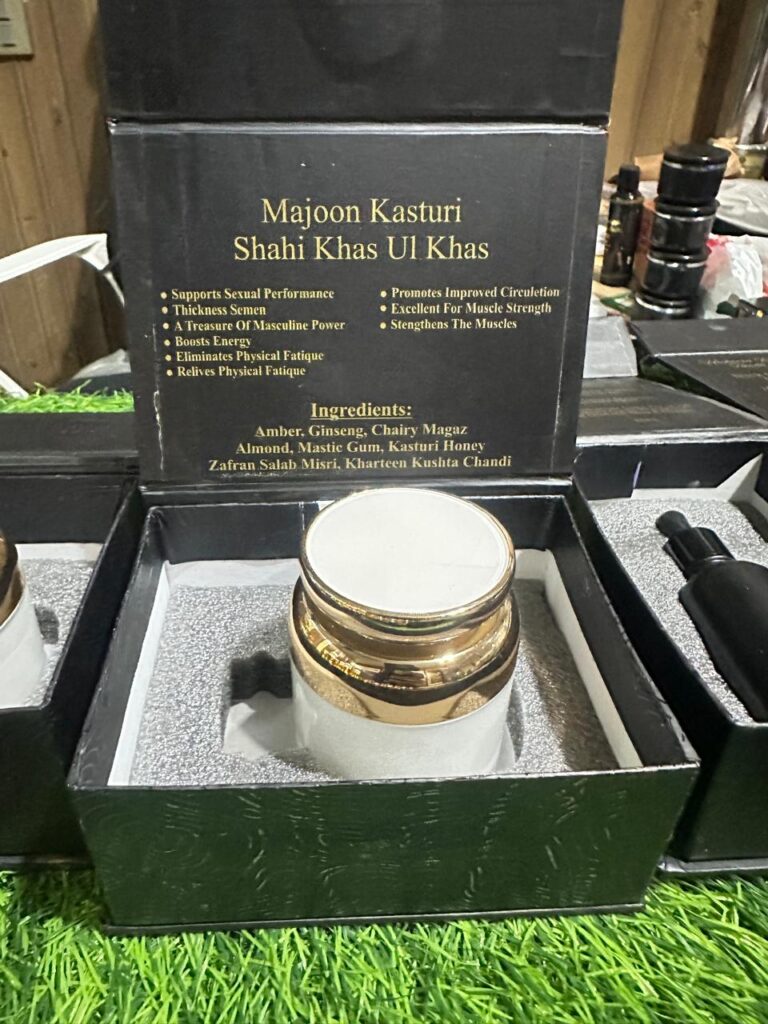 Majoon Kasturi
Shahi Khas Ul Khas
• Supports Sexual Performance
• Thickness Semen
• A Treasure Of Masculine Power
• Boosts Energy
• Eliminates Physical Fatique
• Relives Physical Fatique
• Promotes Improved Circuletion
• Excellent For Muscle Strength
• Stengthens The Muscles
Ingredients:
Amber, Ginseng, Chairy Magaz
Almond, Mastic Gum, Kasturi Honey
Zafran Salab Misri, Kharteen Kushta Chandi